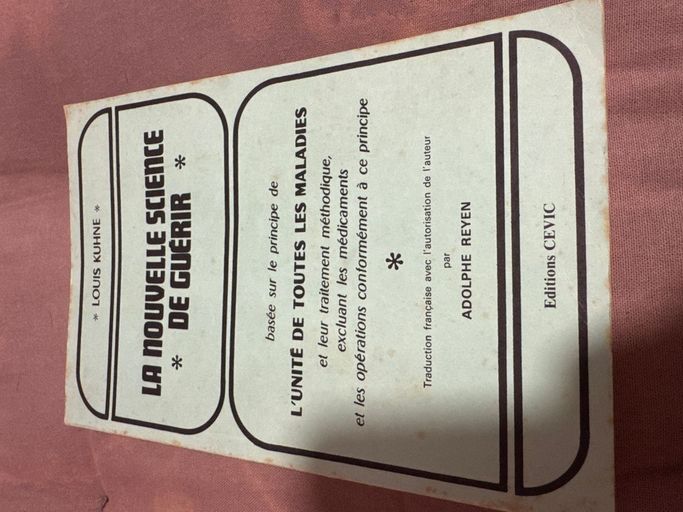 * LOUIS KUHNE *
LA NOUVELLE SCIENCE
* DE GUÉRIR *
basée sur le principe de
L'UNITÉ DE TOUTES LES MALADIES
et leur traitement méthodique,
excluant les médicaments
et les opérations conformément à ce principe
*
Traduction française avec l'autorisation de l'auteur
par
ADOLPHE REYEN
Editions CEVIC